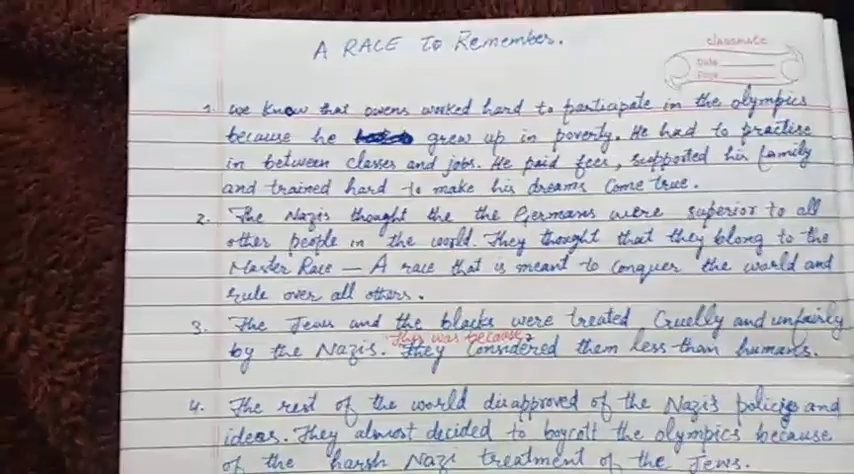 A RACE To Remember.
classmate
Date
Page
1. we know that owens worked hard to participate in the olympics
because he grew up in poverty. He had to practise
in between classes and jobs. He paid fees, supported his family
and trained hard to make his dreams come true.
2. The Nazis thought the the Germans were superior to all
other people in the world. They thought that they blong to the
Master Race — A race that is meant to conquer the world and
rule over all others.
3. The Jews and the blacks were treated Cruelly and unfairly
This was because
by the Nazis. They Considered them less than humans.
4. The rest of the world disapproved of the Nazi's policies and
ideas. They almost decided to boycott the olympics because
of the harsh Nazi treatment of the Jews.